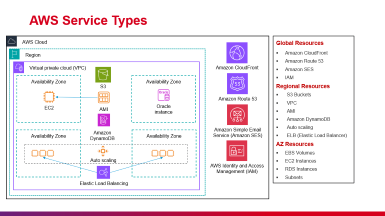 AWS Service Types
AWS Cloud
Region
Virtual private cloud (VPC)
Availability Zone
Availability Zone
S3
EC2
AMI
Oracle
instance
Amazon
DynamoDB
Availability Zone
Availability Zone
Auto scaling
Elastic Load Balancing
Amazon CloudFront
Amazon Route 53
Amazon Simple Email
Service (Amazon SES)
AWS Identity and Access
Management (IAM)
Global Resources
• Amazon CloudFront
• Amazon Route 53
• Amazon SES
• IAM
Regional Resources
• S3 Buckets
• VPC
• AMI
• Amazon DynamoDB
• Auto scaling
• ELB (Elastic Load Balancers)
AZ Resources
• EBS Volumes
• EC2 Instances
• RDS Instances
• Subnets